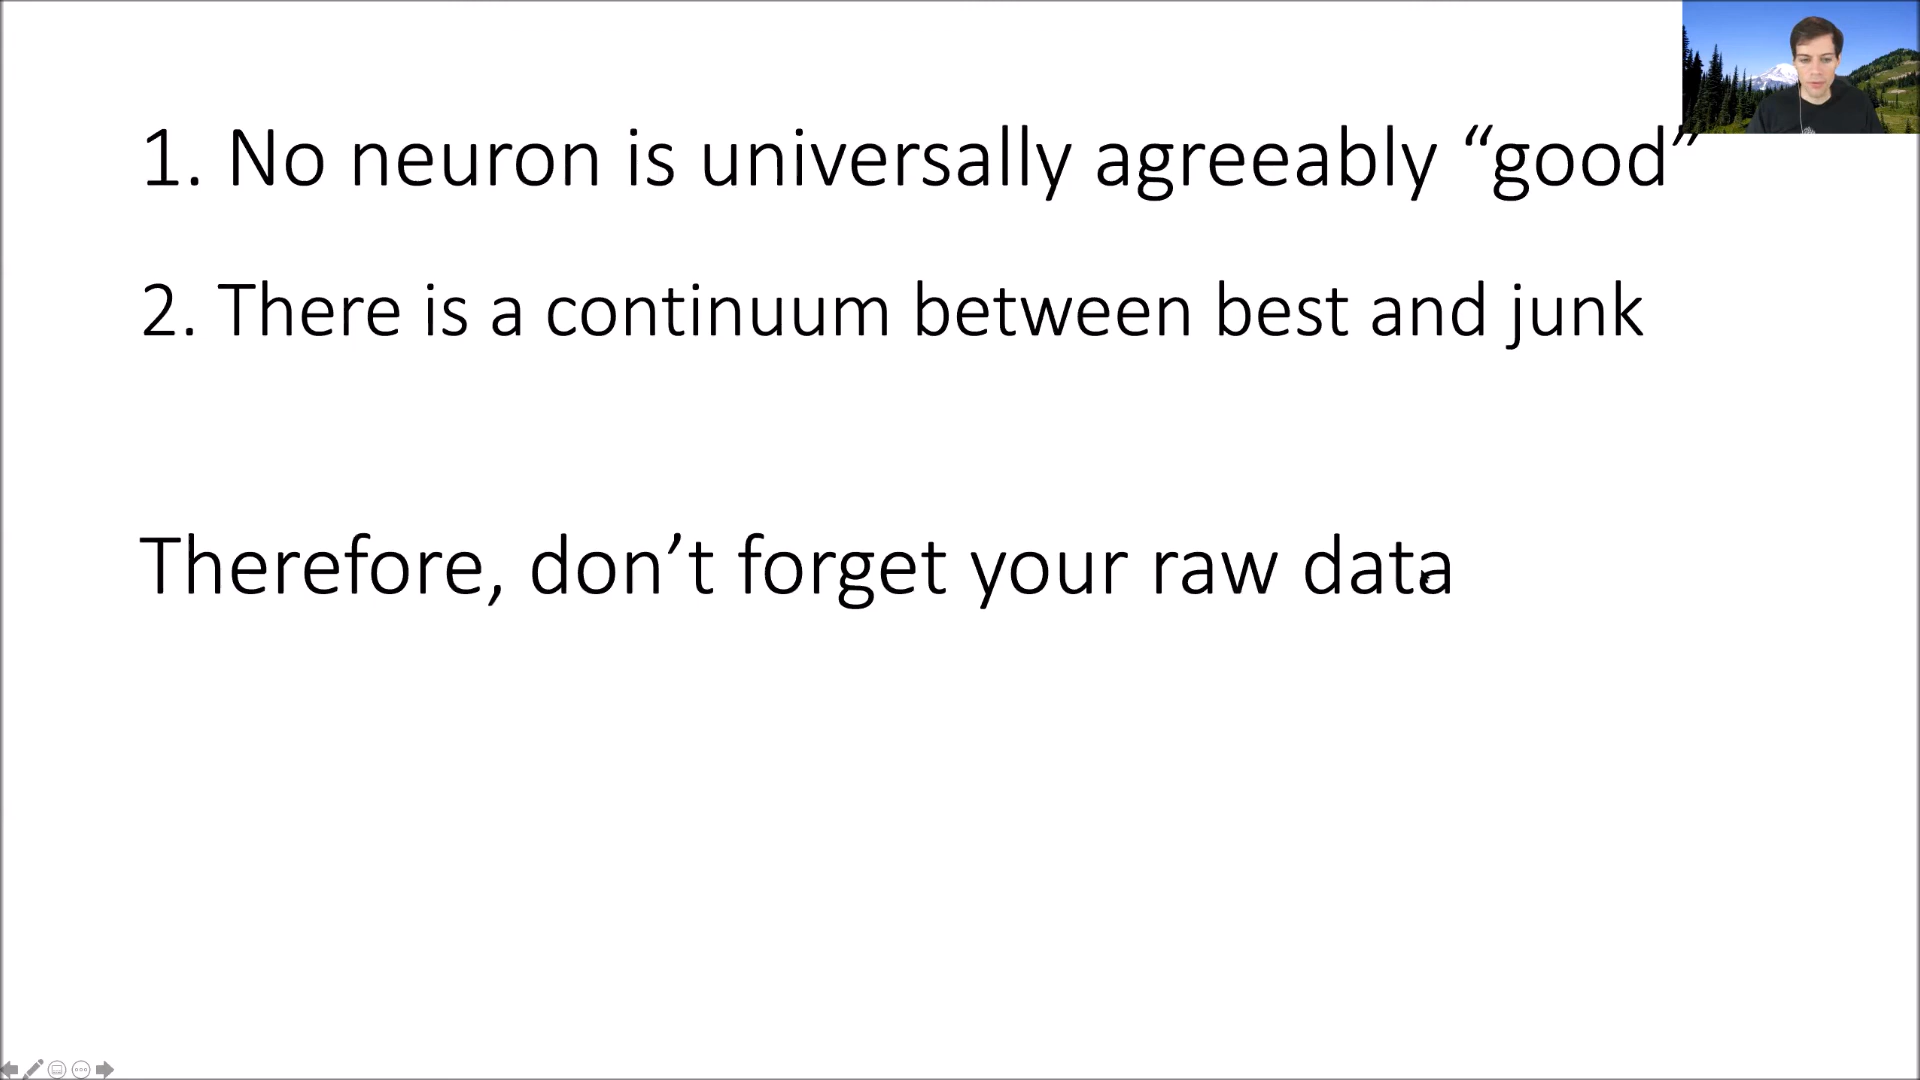 1. No neuron is universally agreeably “good”
2. There is a continuum between best and junk
Therefore, don’t forget your raw data